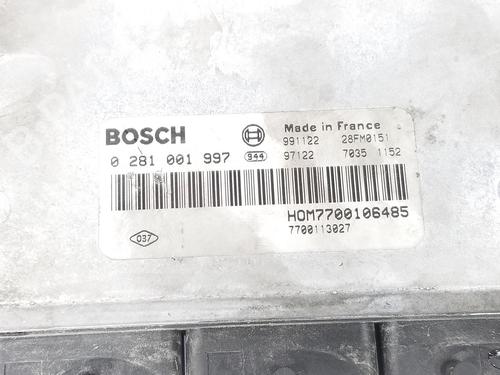 BOSCH Made in France
991122 28FM0151
0 281 001 997 944 97122 7035 1152
HOM7700106485
037 7700113027